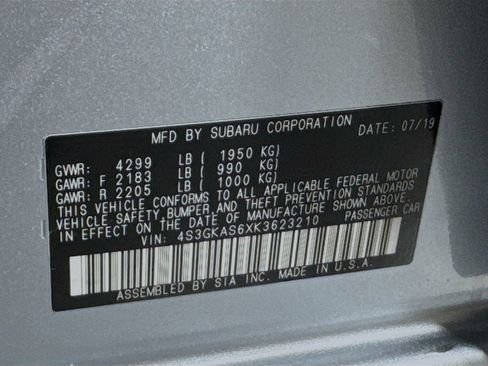 MFD BY SUBARU CORPORATION DATE: 07/19
GVWR: 4299 LB ( 1950 KG)
GAWR: F 2183 LB ( 990 KG)
GAWR: R 2205 LB ( 1000 KG)
THIS VEHICLE CONFORMS TO ALL APPLICABLE FEDERAL MOTOR
VEHICLE SAFETY, BUMPER, AND THEFT PREVENTION STANDARDS
IN EFFECT ON THE DATE OF MANUFACTURE SHOWN ABOVE.
VIN: 4S3GKAS6XK3623210 PASSENGER CAR
ASSEMBLED BY SIA INC. MADE IN U.S.A.